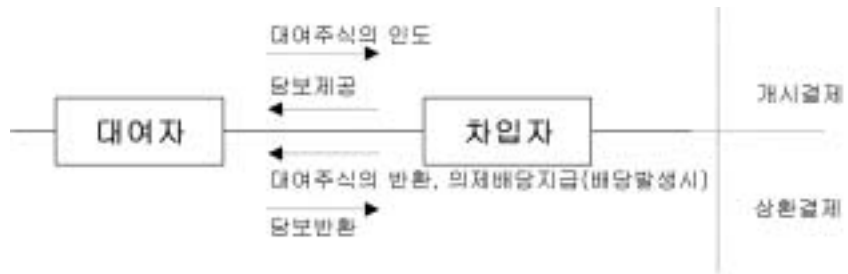 대여주식의 인도
담보제공
개시결제
대여자
차입자
대여주식의 반환, 의제배당지급(배당발생시)
상환결제
담보반환